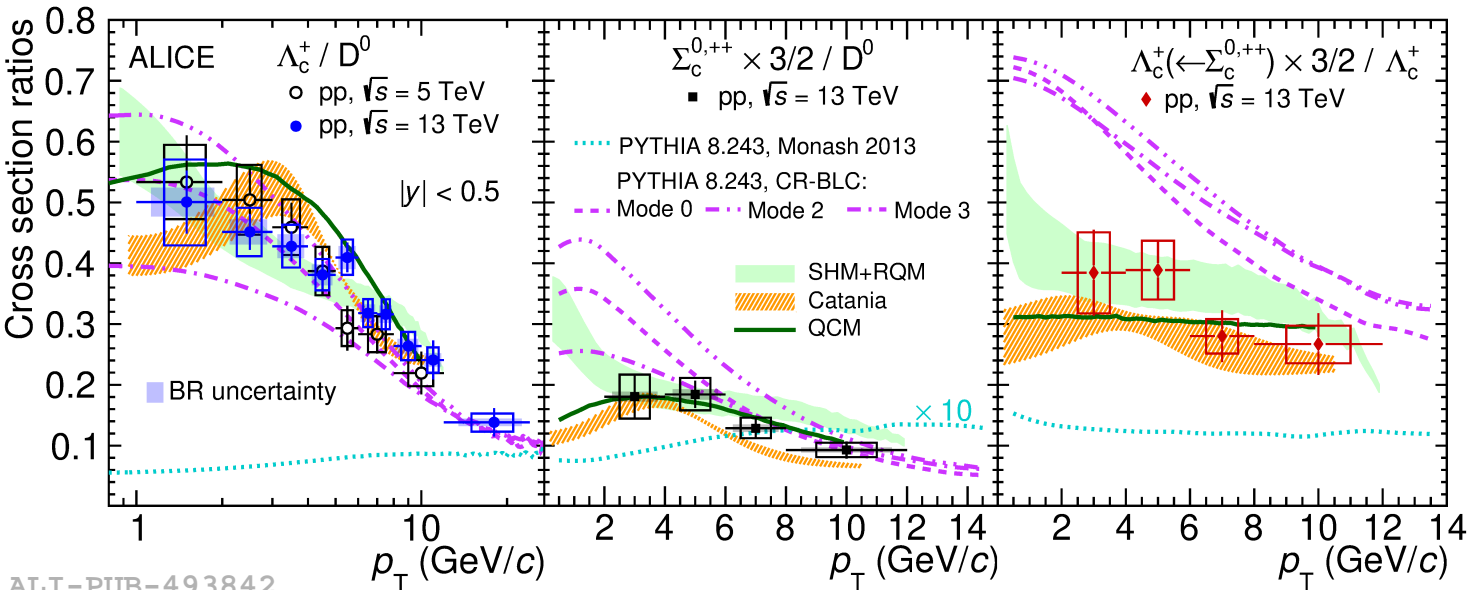 Cross section ratios
0.8
0.7
0.6
0.5
0.4
0.3
0.2
0.1
ALICE
Λc+ / D0
pp, √s = 5 TeV
pp, √s = 13 TeV
|y| < 0.5
BR uncertainty
1 10
pT (GeV/c)
Σc0,++ × 3/2 / D0
pp, √s = 13 TeV
PYTHIA 8.243, Monash 2013
PYTHIA 8.243, CR-BLC:
Mode 0 Mode 2 Mode 3
SHM+RQM
Catania
QCM
× 10
2 4 6 8 10 12 14
pT (GeV/c)
Λc+(←Σc0,++) × 3/2 / Λc+
pp, √s = 13 TeV
2 4 6 8 10 12 14
pT (GeV/c)
ALI-PUB-493842